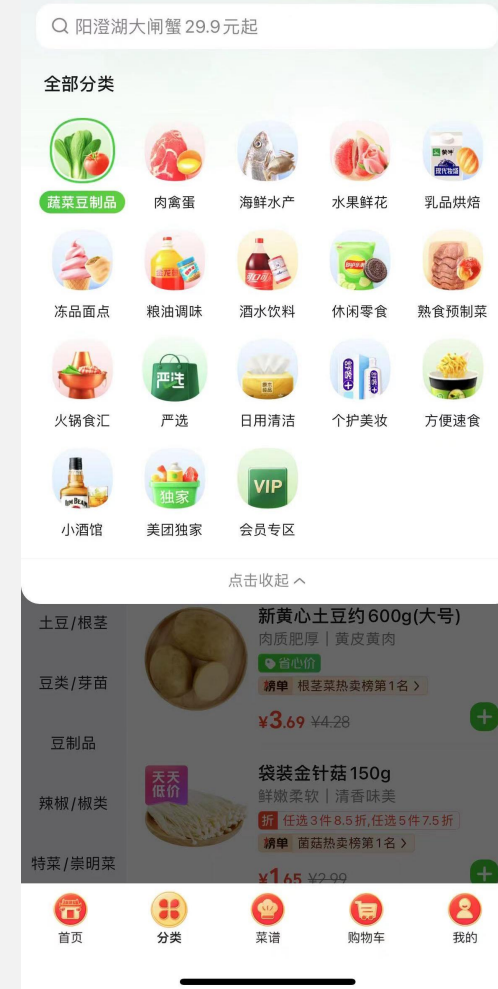 阳澄湖大闸蟹 29.9元起
全部分类
蔬菜豆制品 肉禽蛋 海鲜水产 水果鲜花 乳品烘焙
冻品面点 粮油调味 酒水饮料 休闲零食 熟食预制菜
严选
火锅食汇 严选 日用清洁 个护美妆 方便速食
独家 VIP
小酒馆 美团独家 会员专区
点击收起
土豆/根茎
豆类/芽苗
豆制品
辣椒/椒类
特菜/崇明菜
新黄心土豆约600g(大号)
肉质肥厚｜黄皮黄肉
省心价
榜单 根茎菜热卖榜第1名
¥3.69 ¥4.28
天天
低价
袋装金针菇150g
鲜嫩柔软｜清香味美
折 任选3件8.5折,任选5件7.5折
榜单 菌菇热卖榜第1名
¥1.65 ¥2.99
首页 分类 菜谱 购物车 我的